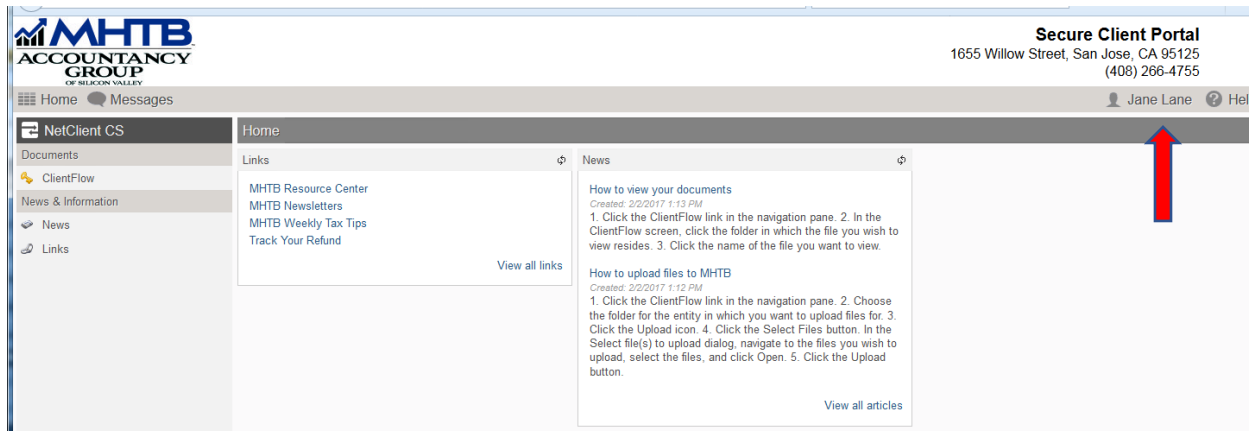 MHTB
ACCOUNTANCY
GROUP
OF SILICON VALLEY
Secure Client Portal
1655 Willow Street, San Jose, CA 95125
(408) 266-4755
Home Messages
Jane Lane Hel
NetClient CS
Documents
ClientFlow
News & Information
News
Links
Home
Links
MHTB Resource Center
MHTB Newsletters
MHTB Weekly Tax Tips
Track Your Refund
View all links
News
How to view your documents
Created: 2/2/2017 1:13 PM
1. Click the ClientFlow link in the navigation pane. 2. In the
ClientFlow screen, click the folder in which the file you wish to
view resides. 3. Click the name of the file you want to view.
How to upload files to MHTB
Created: 2/2/2017 1:12 PM
1. Click the ClientFlow link in the navigation pane. 2. Choose
the folder for the entity in which you want to upload files for. 3.
Click the Upload icon. 4. Click the Select Files button. In the
Select file(s) to upload dialog, navigate to the files you wish to
upload, select the files, and click Open. 5. Click the Upload
button.
View all articles